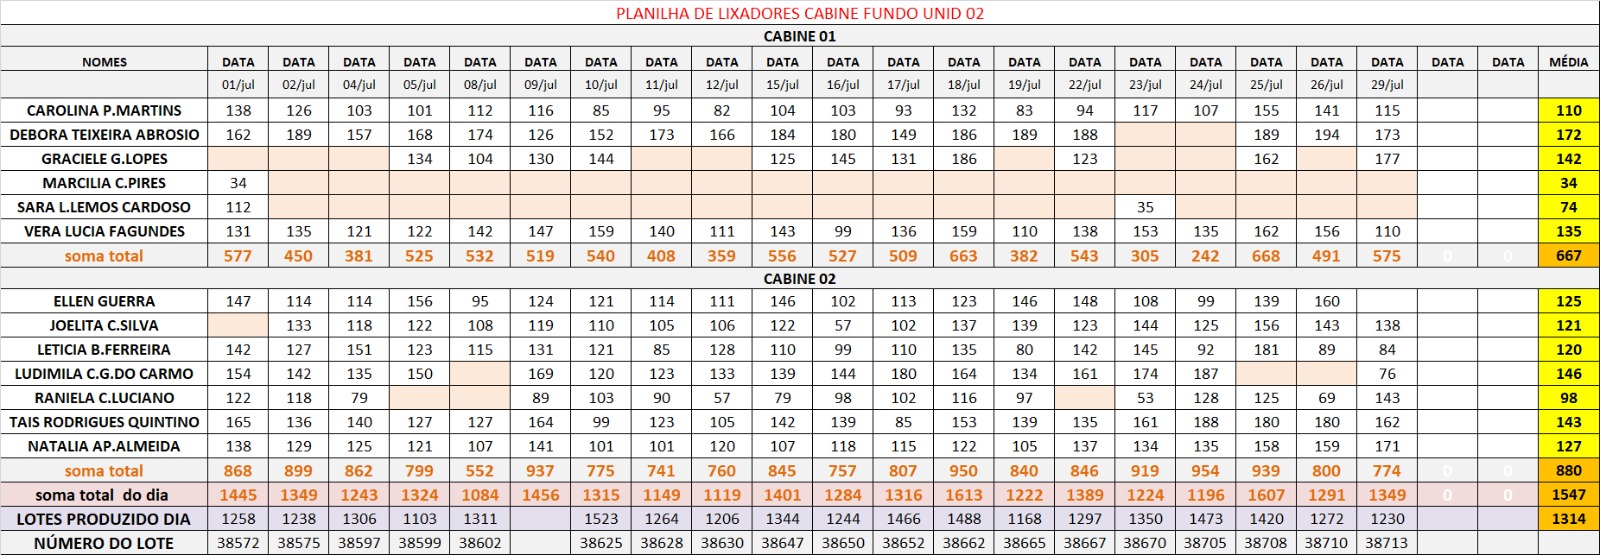 PLANILHA DE LIXADORES CABINE FUNDO UNID 02
CABINE 01
NOMES DATA DATA DATA DATA DATA DATA DATA DATA DATA DATA DATA DATA DATA DATA DATA DATA DATA DATA DATA DATA DATA DATA MÉDIA
01/jul 02/jul 04/jul 05/jul 08/jul 09/jul 10/jul 11/jul 12/jul 15/jul 16/jul 17/jul 18/jul 19/jul 22/jul 23/jul 24/jul 25/jul 26/jul 29/jul
CAROLINA P.MARTINS 138 126 103 101 112 116 85 95 82 104 103 93 132 83 94 117 107 155 141 115 110
DEBORA TEIXEIRA ABROSIO 162 189 157 168 174 126 152 173 166 184 180 149 186 189 188 189 194 173 172
GRACIELE G.LOPES 134 104 130 144 125 145 131 186 123 162 177 142
MARCILIA C.PIRES 34 34
SARA L.LEMOS CARDOSO 112 35 74
VERA LUCIA FAGUNDES 131 135 121 122 142 147 159 140 111 143 99 136 159 110 138 153 135 162 156 110 135
soma total 577 450 381 525 532 519 540 408 359 556 527 509 663 382 543 305 242 668 491 575 0 0 667
CABINE 02
ELLEN GUERRA 147 114 114 156 95 124 121 114 111 146 102 113 123 146 148 108 99 139 160 125
JOELITA C.SILVA 133 118 122 108 119 110 105 106 122 57 102 137 139 123 144 125 156 143 138 121
LETICIA B.FERREIRA 142 127 151 123 115 131 121 85 128 110 99 110 135 80 142 145 92 181 89 84 120
LUDIMILA C.G.DO CARMO 154 142 135 150 169 120 123 133 139 144 180 164 134 161 174 187 76 146
RANIELA C.LUCIANO 122 118 79 89 103 90 57 79 98 102 116 97 53 128 125 69 143 98
TAIS RODRIGUES QUINTINO 165 136 140 127 127 164 99 123 105 142 139 85 153 139 135 161 188 180 180 162 143
NATALIA AP.ALMEIDA 138 129 125 121 107 141 101 101 120 107 118 115 122 105 137 134 135 158 159 171 127
soma total 868 899 862 799 552 937 775 741 760 845 757 807 950 840 846 919 954 939 800 774 0 0 880
soma total do dia 1445 1349 1243 1324 1084 1456 1315 1149 1119 1401 1284 1316 1613 1222 1389 1224 1196 1607 1291 1349 0 0 1547
LOTES PRODUZIDO DIA 1258 1238 1306 1103 1311 1523 1264 1206 1344 1244 1466 1488 1168 1297 1350 1473 1420 1272 1230 1314
NÚMERO DO LOTE 38572 38575 38597 38599 38602 38625 38628 38630 38647 38650 38652 38662 38665 38667 38670 38705 38708 38710 38713